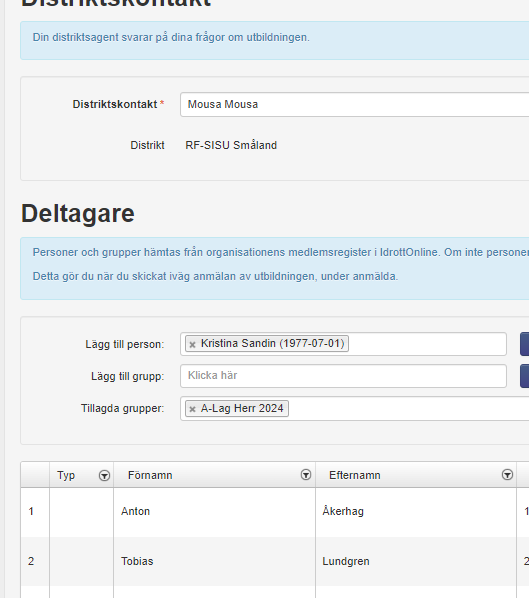 Distriktskontakt
Din distriktsagent svarar på dina frågor om utbildningen.
Distriktskontakt * Mousa Mousa
Distrikt RF-SISU Småland
Deltagare
Personer och grupper hämtas från organisationens medlemsregister i IdrottOnline. Om inte personen
Detta gör du när du skickat iväg anmälan av utbildningen, under anmälda.
Lägg till person: × Kristina Sandin (1977-07-01)
Lägg till grupp: Klicka här
Tillagda grupper: × A-Lag Herr 2024
Typ Förnamn Efternamn
1 Anton Åkerhag 1
2 Tobias Lundgren 2